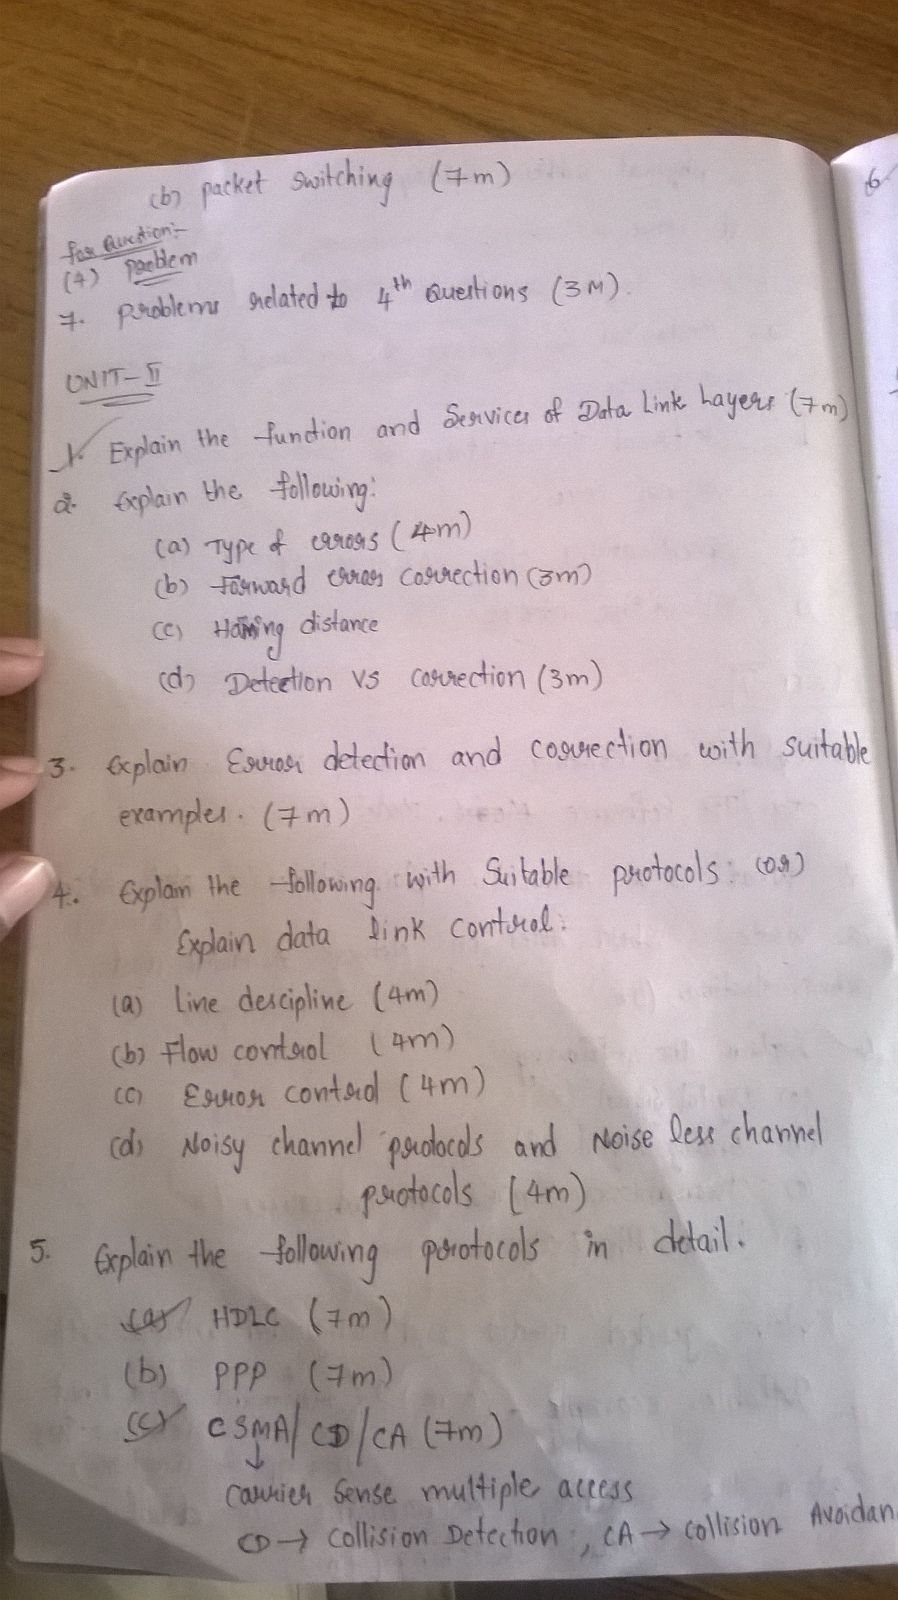 (b) packet switching (7m)
for Question:-
(4) problem
7. problems related to 4th Questions (3M).
UNIT-II
1. Explain the function and Services of Data Link Layers (7m)
2. Explain the following:
(a) Type of errors (4m)
(b) Forward error correction (3m)
(c) Haming distance
(d) Detection VS correction (3m)
3. Explain Error detection and correction with suitable
examples. (7m)
4. Explain the following with Suitable protocols: (or)
Explain data link control.
(a) Line descipline (4m)
(b) Flow control (4m)
(c) Error control (4m)
(d) Noisy channel protocols and Noise less channel
protocols (4m)
5. Explain the following protocols in detail.
(a) HDLC (7m)
(b) PPP (7m)
(c) CSMA/CD/CA (7m)
↓
Carrier Sense multiple access
CD → Collision Detection, CA → Collision Avoidan
6